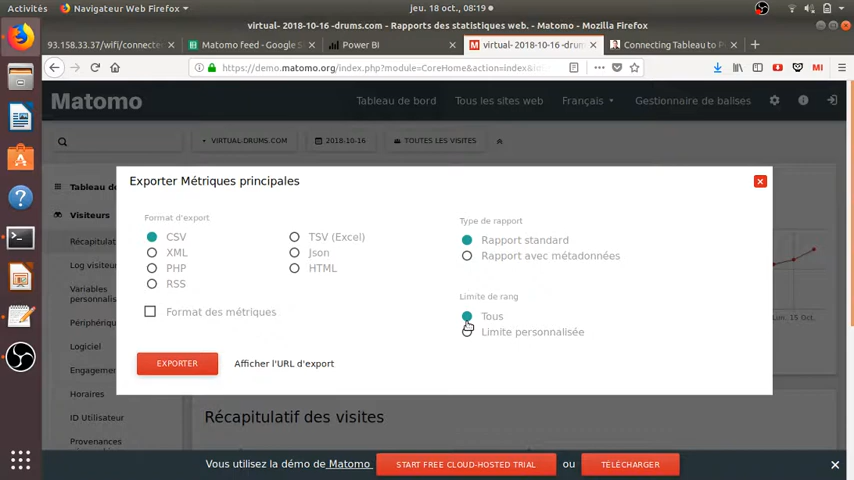 Activités
Navigateur Web Firefox
jeu. 18 oct., 08:19
virtual- 2018-10-16 -drums.com - Rapports des statistiques web. - Matomo - Mozilla Firefox
93.158.33.37/wifi/connecte
Matomo feed - Google S
Power BI
virtual- 2018-10-16 -drum
Connecting Tableau to P
https://demo.matomo.org/index.php?module=CoreHome&action=index&i
Matomo
Tableau de bord
Tous les sites web
Français
Gestionnaire de balises
VIRTUAL-DRUMS.COM
2018-10-16
TOUTES LES VISITES
Exporter Métriques principales
Tableau de
Visiteurs
Récapitulat
Log visiteur
Variables
personnalis
Périphériqu
Logiciel
Engagemen
Horaires
ID Utilisateur
Provenances
Format d'export
CSV
TSV (Excel)
XML
Json
PHP
HTML
RSS
Format des métriques
Type de rapport
Rapport standard
Rapport avec métadonnées
Limite de rang
Tous
Limite personnalisée
EXPORTER
Afficher l'URL d'export
Lun. 15 Oct.
Récapitulatif des visites
Vous utilisez la démo de Matomo
START FREE CLOUD-HOSTED TRIAL
ou
TÉLÉCHARGER